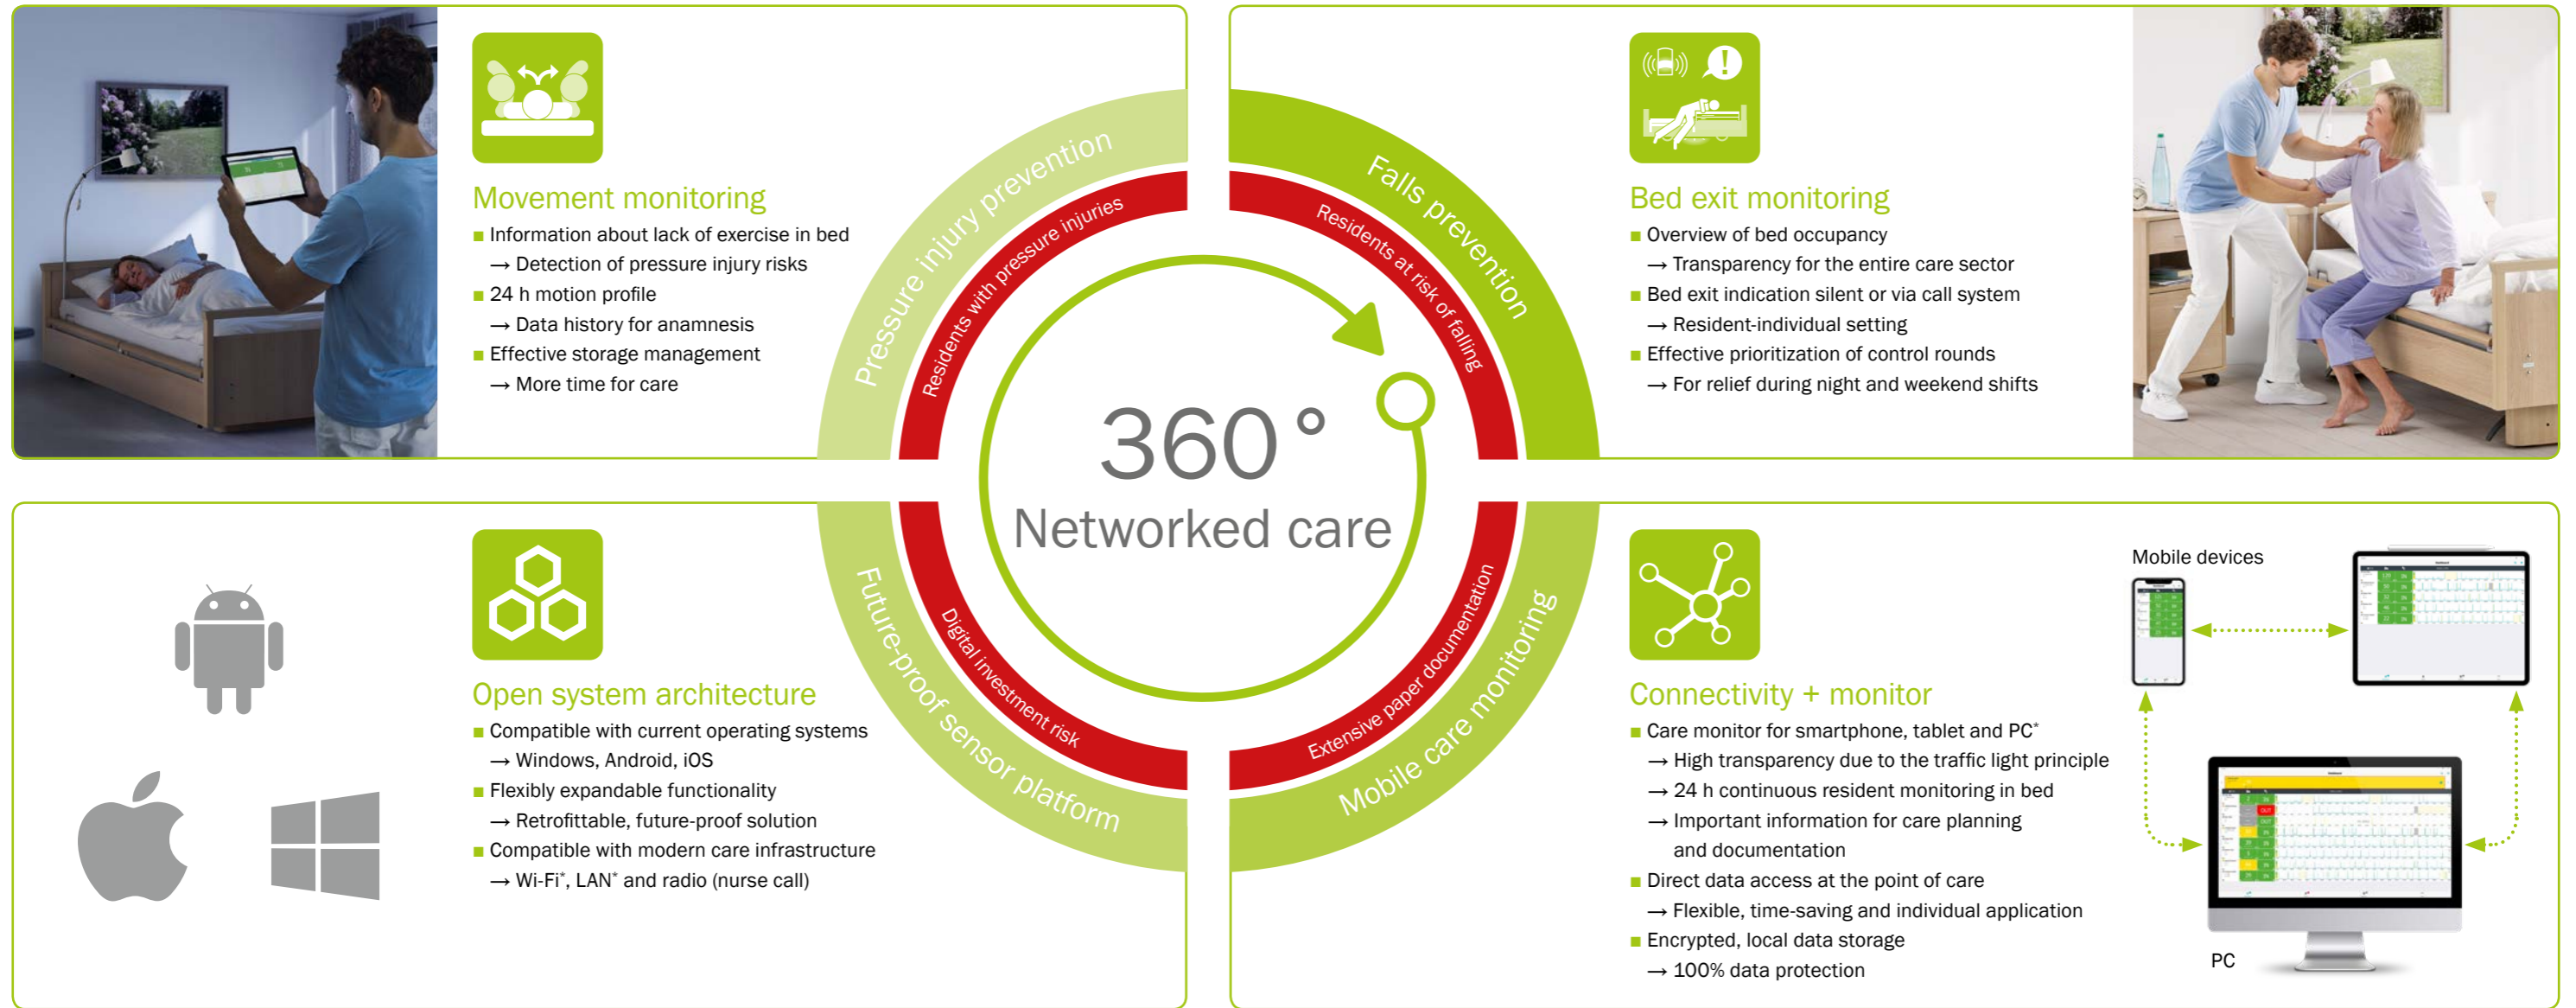 Movement monitoring
■ Information about lack of exercise in bed
→ Detection of pressure injury risks
■ 24 h motion profile
→ Data history for anamnesis
■ Effective storage management
→ More time for care
Pressure injury prevention
Residents with pressure injuries
Falls prevention
Residents at risk of falling
!
Bed exit monitoring
■ Overview of bed occupancy
→ Transparency for the entire care sector
■ Bed exit indication silent or via call system
→ Resident-individual setting
■ Effective prioritization of control rounds
→ For relief during night and weekend shifts
360°
Networked care
Open system architecture
■ Compatible with current operating systems
→ Windows, Android, iOS
■ Flexibly expandable functionality
→ Retrofittable, future-proof solution
■ Compatible with modern care infrastructure
→ Wi-Fi*, LAN* and radio (nurse call)
Future-proof sensor platform
Digital investment risk
Extensive paper documentation
Mobile care monitoring
Connectivity + monitor
■ Care monitor for smartphone, tablet and PC*
→ High transparency due to the traffic light principle
→ 24 h continuous resident monitoring in bed
→ Important information for care planning
and documentation
■ Direct data access at the point of care
→ Flexible, time-saving and individual application
■ Encrypted, local data storage
→ 100% data protection
Mobile devices
PC